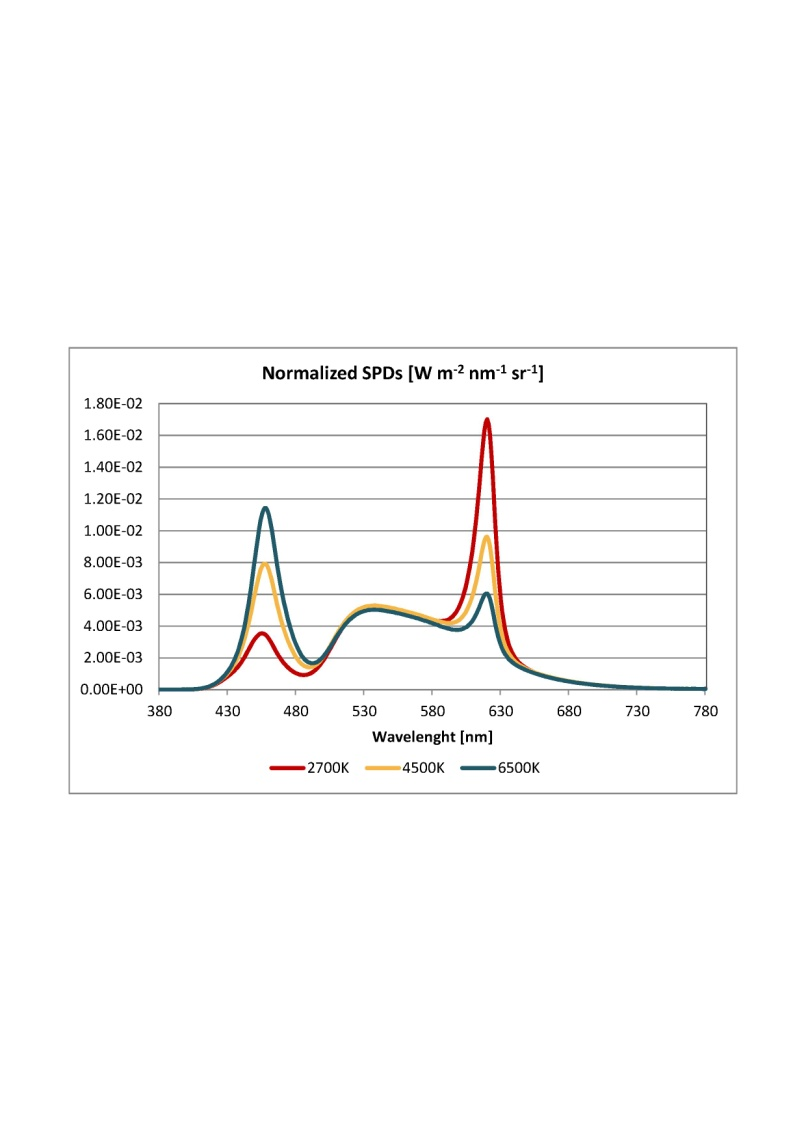 Normalized SPDs [W m-2 nm-1 sr-1]
1.80E-02
1.60E-02
1.40E-02
1.20E-02
1.00E-02
8.00E-03
6.00E-03
4.00E-03
2.00E-03
0.00E+00
380 430 480 530 580 630 680 730 780
Wavelenght [nm]
2700K 4500K 6500K